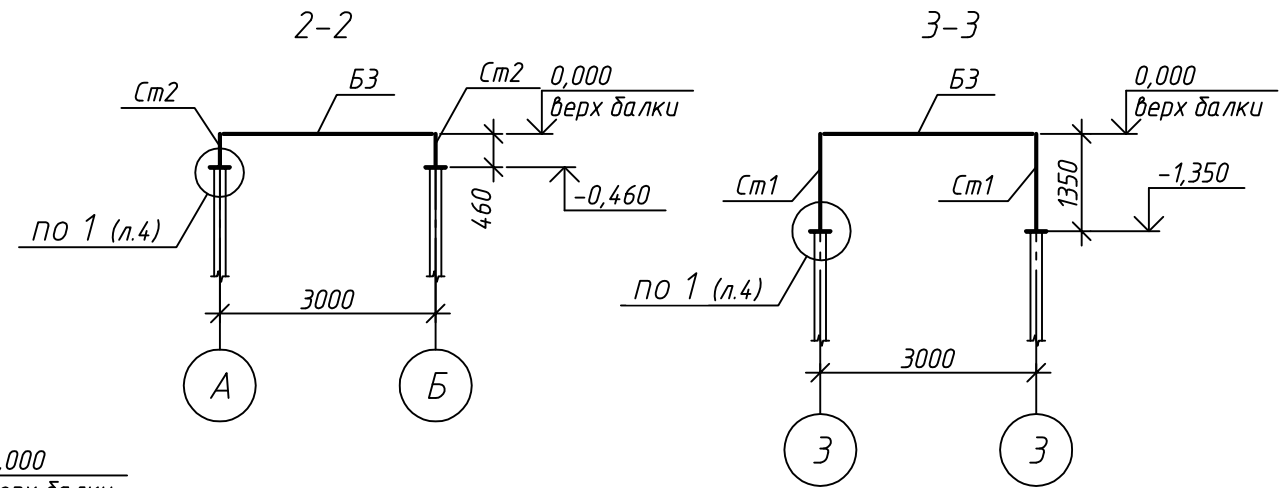 2-2
Ст2
Б3
Ст2
0,000
верх балки
460
-0,460
по 1 (л.4)
3000
А
Б
3-3
Б3
0,000
верх балки
Ст1
Ст1
1350
-1,350
по 1 (л.4)
3000
3
3
.000